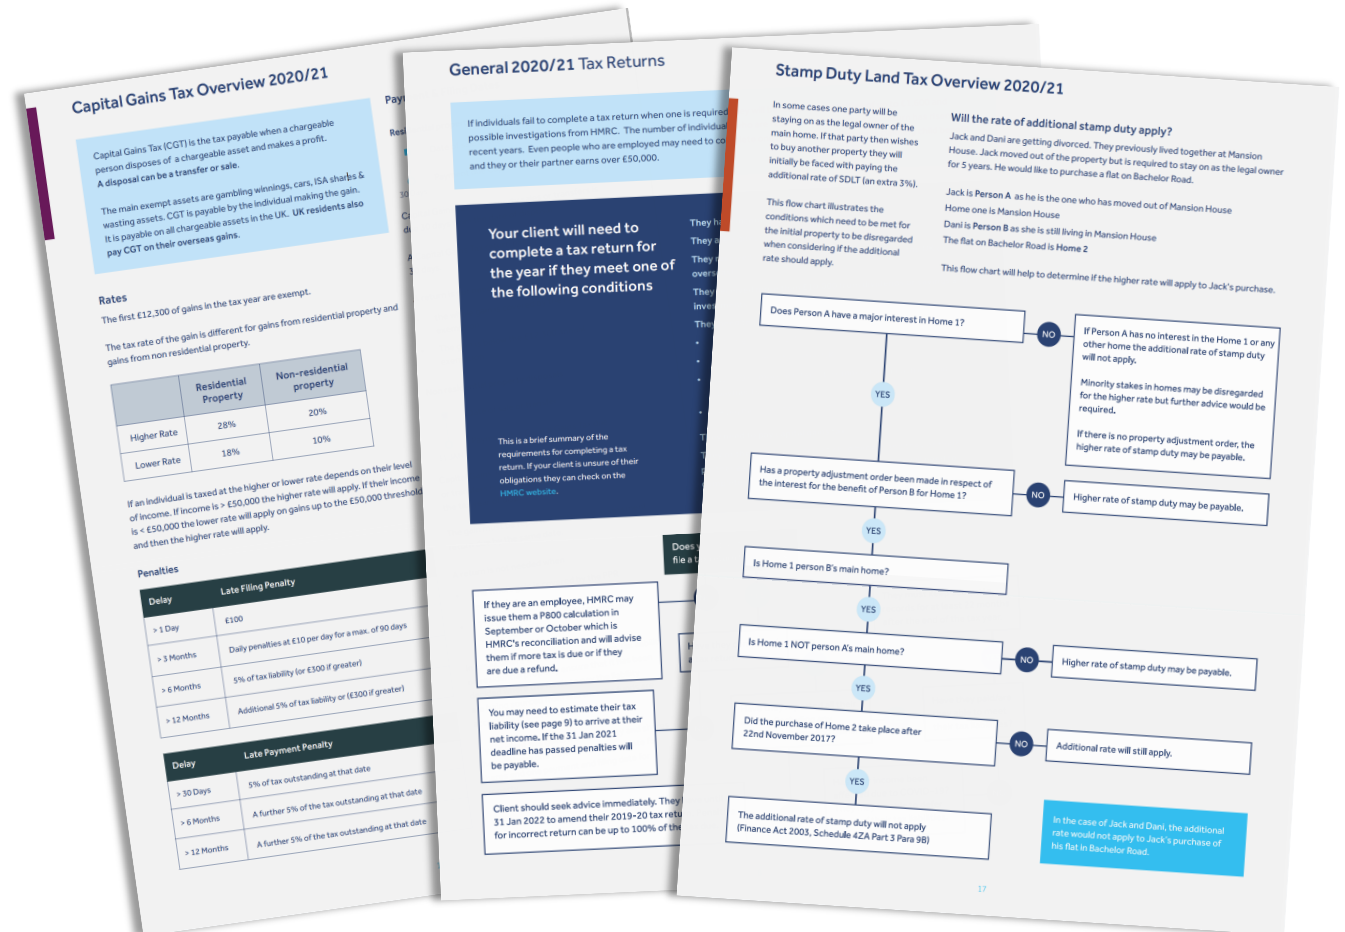 Capital Gains Tax Overview 2020/21
Capital Gains Tax (CGT) is the tax payable when a chargeable
person disposes of a chargeable asset and makes a profit.
A disposal can be a transfer or sale.
The main exempt assets are gambling winnings, cars, ISA shares &
wasting assets. CGT is payable by the individual making the gain.
It is payable on all chargeable assets in the UK. UK residents also
pay CGT on their overseas gains.
Rates
The first £12,300 of gains in the tax year are exempt.
The tax rate of the gain is different for gains from residential property and
gains from non residential property.
Residential
Property
Non-residential
property
Higher Rate 28% 20%
Lower Rate 18% 10%
If an individual is taxed at the higher or lower rate depends on their level
of income. If income is > £50,000 the higher rate will apply. If their income
is < £50,000 the lower rate will apply on gains up to the £50,000 threshold
and then the higher rate will apply.
Penalties
Delay Late Filing Penalty
> 1 Day £100
> 3 Months Daily penalties at £10 per day for a max. of 90 days
> 6 Months 5% of tax liability (or £300 if greater)
> 12 Months Additional 5% of tax liability or (£300 if greater)
Delay Late Payment Penalty
> 30 Days 5% of tax outstanding at that date
> 6 Months A further 5% of the tax outstanding at that date
> 12 Months A further 5% of the tax outstanding at that date
General 2020/21 Tax Returns
If individuals fail to complete a tax return when one is required
possible investigations from HMRC. The number of individual
recent years. Even people who are employed may need to co
and they or their partner earns over £50,000.
Your client will need to
complete a tax return for
the year if they meet one of
the following conditions
They ha
They a
They r
overs
They
inves
They
This is a brief summary of the
requirements for completing a tax
return. If your client is unsure of their
obligations they can check on the
HMRC website.
Does y
file a t
If they are an employee, HMRC may
issue them a P800 calculation in
September or October which is
HMRC's reconciliation and will advise
them if more tax is due or if they
are due a refund.
You may need to estimate their tax
liability (see page 9) to arrive at their
net income. If the 31 Jan 2021
deadline has passed penalties will
be payable.
Client should seek advice immediately. They
31 Jan 2022 to amend their 2019-20 tax retu
for incorrect return can be up to 100% of the
Stamp Duty Land Tax Overview 2020/21
In some cases one party will be
staying on as the legal owner of the
main home. If that party then wishes
to buy another property they will
initially be faced with paying the
additional rate of SDLT (an extra 3%).
This flow chart illustrates the
conditions which need to be met for
the initial property to be disregarded
when considering if the additional
rate should apply.
Will the rate of additional stamp duty apply?
Jack and Dani are getting divorced. They previously lived together at Mansion
House. Jack moved out of the property but is required to stay on as the legal owner
for 5 years. He would like to purchase a flat on Bachelor Road.
Jack is Person A as he is the one who has moved out of Mansion House
Home one is Mansion House
Dani is Person B as she is still living in Mansion House
The flat on Bachelor Road is Home 2
This flow chart will help to determine if the higher rate will apply to Jack's purchase.
Does Person A have a major interest in Home 1?
NO
If Person A has no interest in the Home 1 or any
other home the additional rate of stamp duty
will not apply.
Minority stakes in homes may be disregarded
for the higher rate but further advice would be
required.
If there is no property adjustment order, the
higher rate of stamp duty may be payable.
YES
Has a property adjustment order been made in respect of
the interest for the benefit of Person B for Home 1?
NO
Higher rate of stamp duty may be payable.
YES
Is Home 1 person B's main home?
YES
Is Home 1 NOT person A's main home?
NO
Higher rate of stamp duty may be payable.
YES
Did the purchase of Home 2 take place after
22nd November 2017?
NO
Additional rate will still apply.
YES
The additional rate of stamp duty will not apply
(Finance Act 2003, Schedule 4ZA Part 3 Para 9B)
In the case of Jack and Dani, the additional
rate would not apply to Jack's purchase of
his flat in Bachelor Road.
17